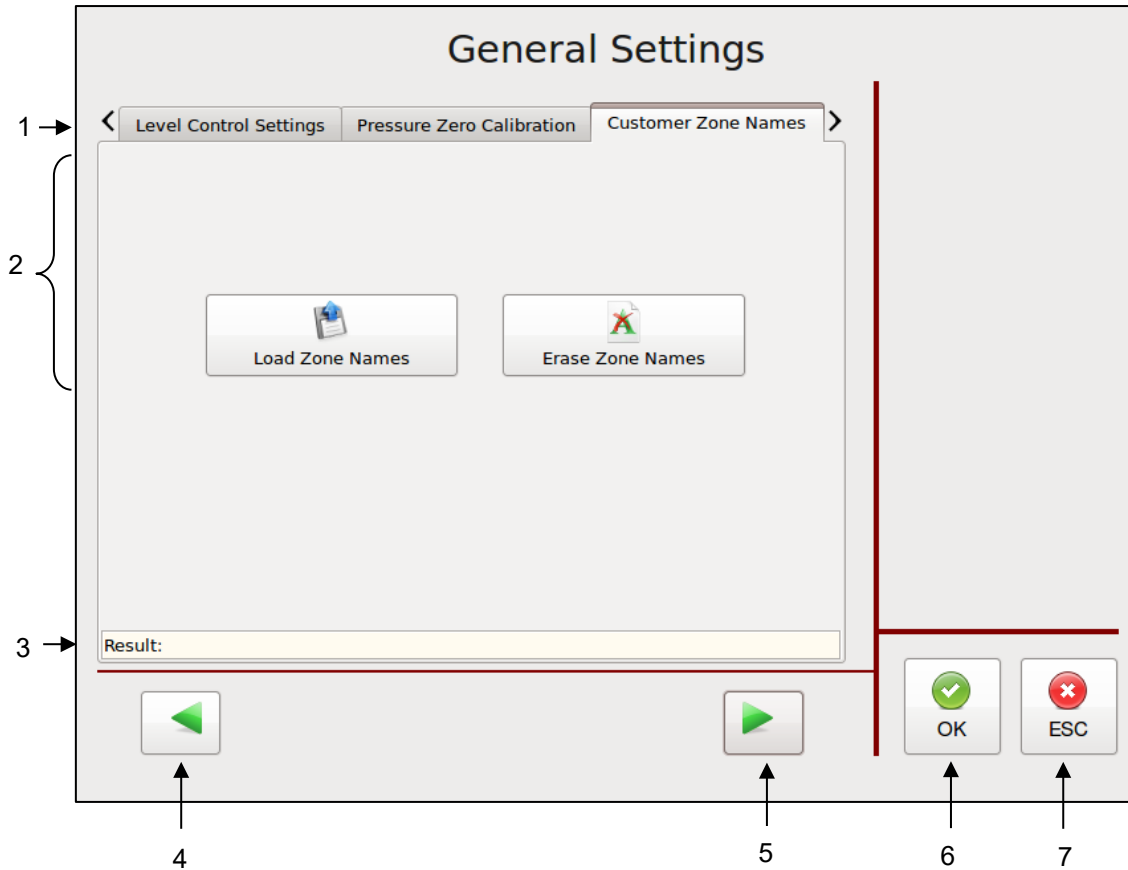 General Settings
1
Level Control Settings
Pressure Zero Calibration
Customer Zone Names
2
Load Zone Names
Erase Zone Names
3
Result:
OK
ESC
4
5
6
7